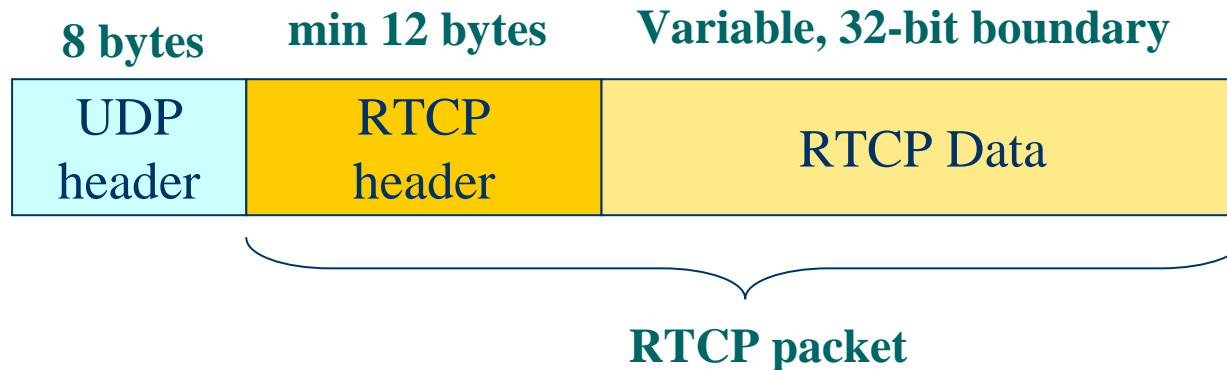 8 bytes
min 12 bytes
Variable, 32-bit boundary
UDP
header
RTCP
header
RTCP Data
RTCP packet